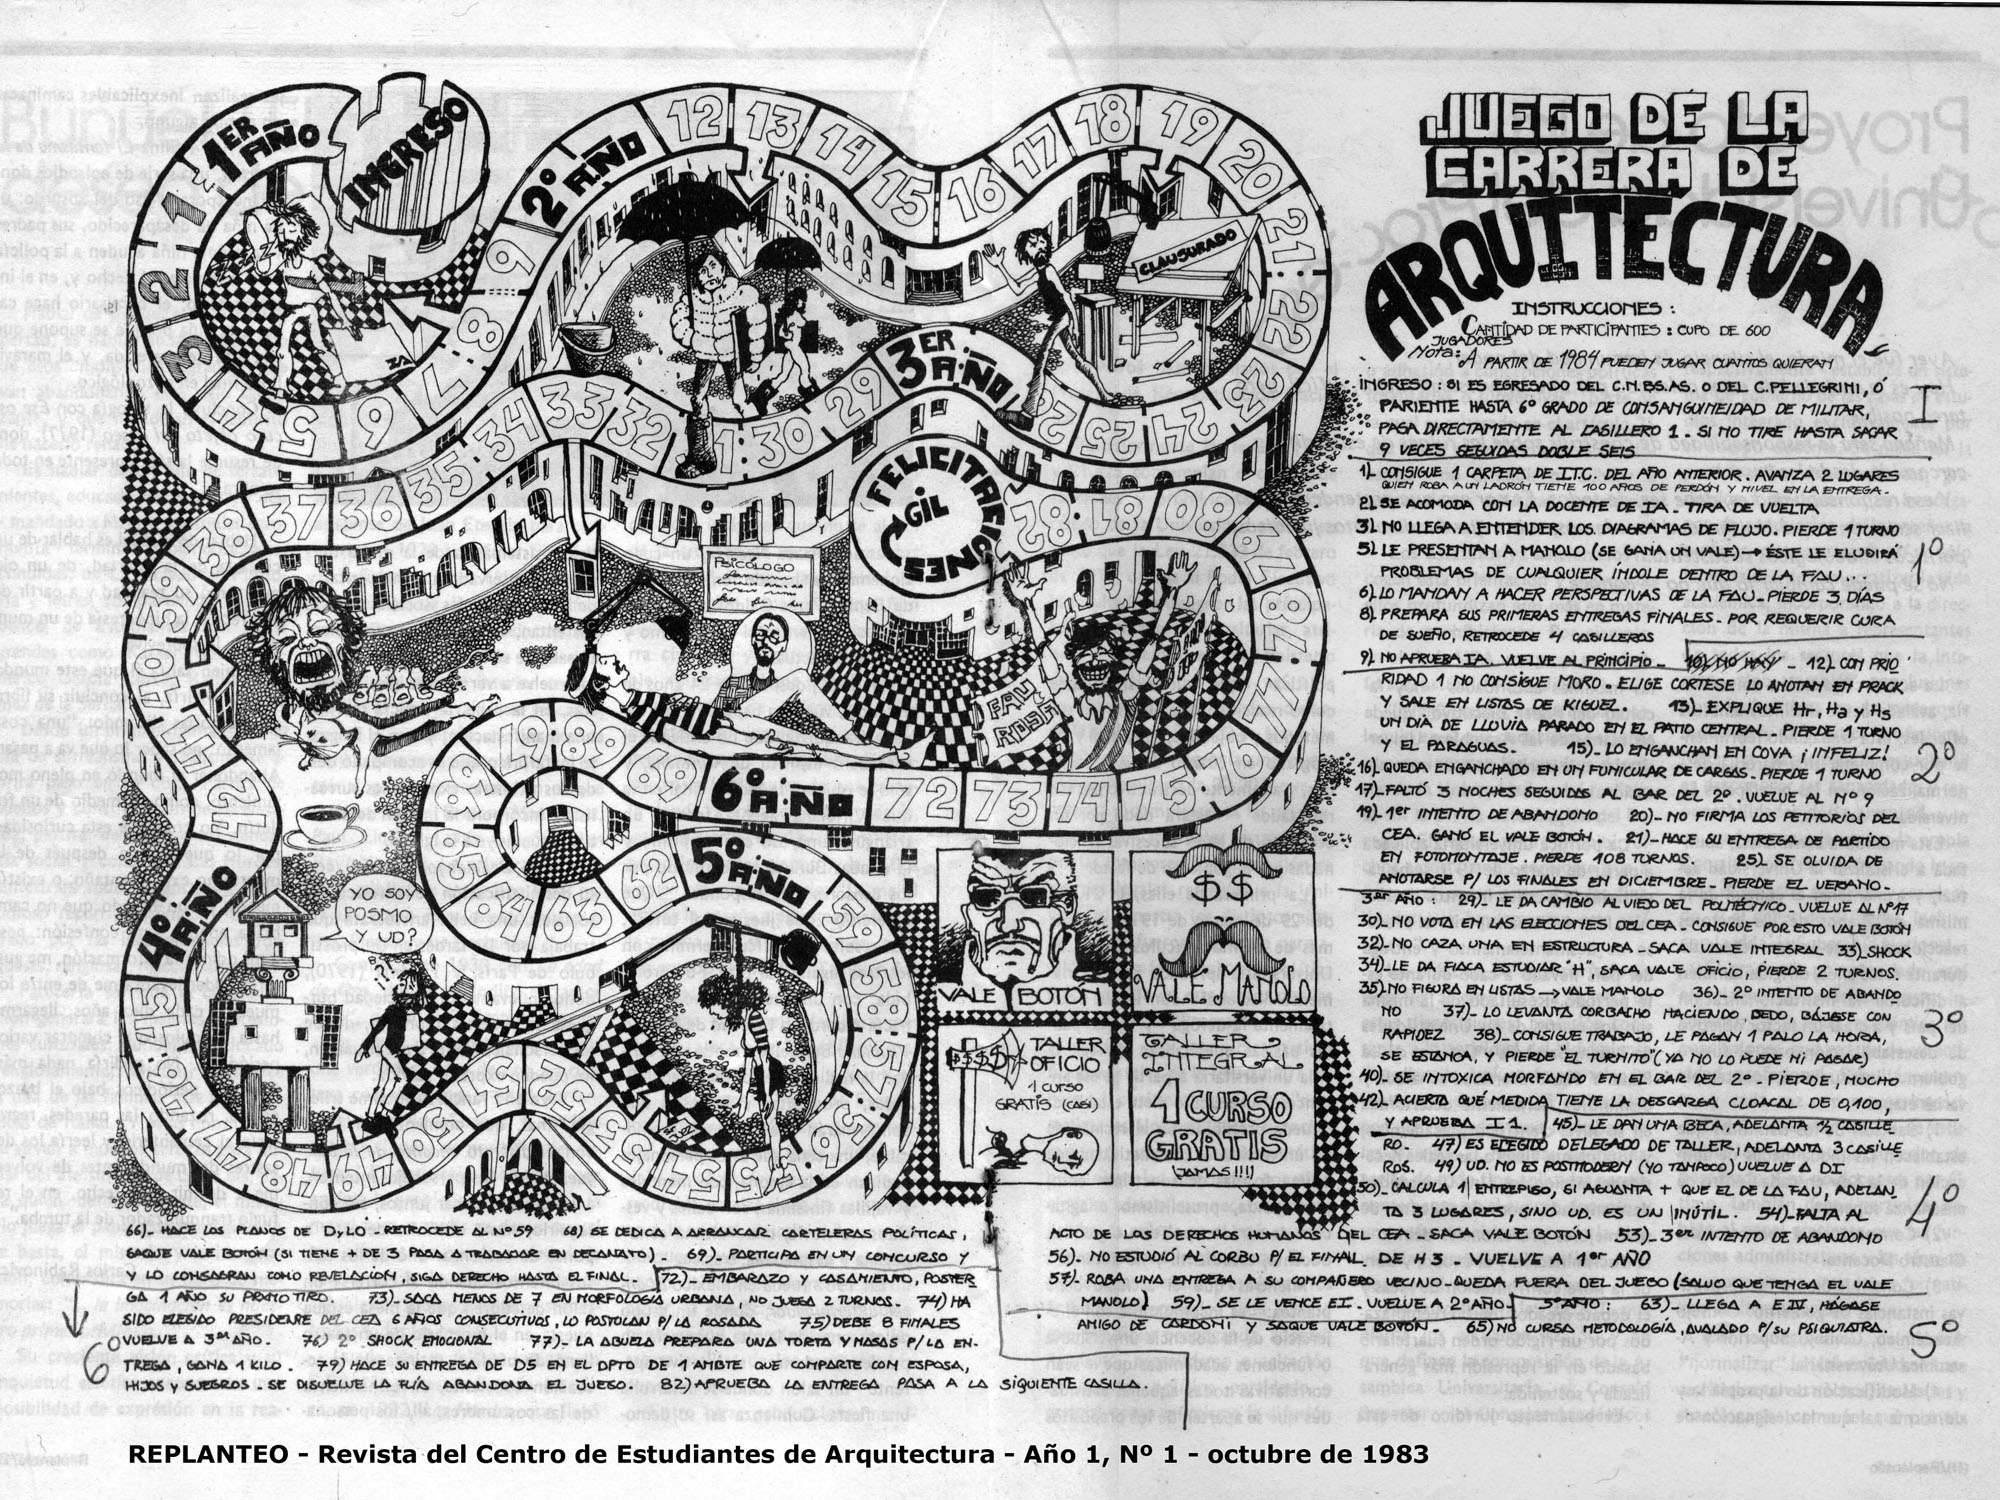 JUEGO DE LA
CARRERA DE
ARQUITECTURA
INSTRUCCIONES :
CANTIDAD DE PARTICIPANTES : CUPO DE 600
JUGADORES
Nota: A PARTIR DE 1984 PUEDEN JUGAR CUANTOS QUIERAN
INGRESO : SI ES EGRESADO DEL C.N.BS.AS. O DEL C.PELLEGRINI, Ó
PARIENTE HASTA 6º GRADO DE CONSANGUINEIDAD DE MILITAR,
PAGA DIRECTAMENTE AL CASILLERO 1. SI NO TIRE HASTA SACAR
9 VECES SEGUIDAS DOBLE SEIS
I
1)_ CONSIGUE 1 CARPETA DE I.T.C. DEL AÑO ANTERIOR. AVANZA 2 LUGARES
QUIEN ROBA A UN LADRÓN TIENE 100 AÑOS DE PERDÓN Y NIVEL EN LA ENTREGA.
2)_ SE ACOMODA CON LA DOCENTE DE IA _ TIRA DE VUELTA
3)_ NO LLEGA A ENTENDER LOS DIAGRAMAS DE FLUJO. PIERDE 1 TURNO
5)_ LE PRESENTAN A MANOLO (SE GANA UN VALE) → ÉSTE LE ELUDIRÁ
PROBLEMAS DE CUALQUIER ÍNDOLE DENTRO DE LA FAU...
6)_ LO MANDAN A HACER PERSPECTIVAS DE LA FAU _ PIERDE 3 DÍAS
8)_ PREPARA SUS PRIMERAS ENTREGAS FINALES _ POR REQUERIR CURA
DE SUEÑO, RETROCEDE 4 CASILLEROS
1º
9)_ NO APRUEBA IA. VUELVE AL PRINCIPIO _ 10)_ NO HAY _ 12)_ CON PRIO
RIDAD 1 NO CONSIGUE MORO. ELIGE CORTESE LO ANOTAN EN PRACK
Y SALE EN LISTAS DE KIGUEL. 13)_ EXPLIQUE Hr, Ha y Hs
UN DÍA DE LLUVIA PARADO EN EL PATIO CENTRAL _ PIERDE 1 TURNO
Y EL PARAGUAS. 15)_ LO ENGANCHAN EN COVA ¡INFELIZ!
16)_ QUEDA ENGANCHADO EN UN FUNICULAR DE CARGAS _ PIERDE 1 TURNO
17)_ FALTÓ 3 NOCHES SEGUIDAS AL BAR DEL 2º. VUELVE AL Nº 9
19)_ 1er INTENTO DE ABANDONO 20)_ NO FIRMA LOS PETITORIOS DEL
CEA. GANÓ EL VALE BOTÓN. 21)_ HACE SU ENTREGA DE PARTIDO
EN FOTOMONTAJE. PIERDE 108 TURNOS. 25)_ SE OLVIDA DE
ANOTARSE P/ LOS FINALES EN DICIEMBRE _ PIERDE EL VERANO.
2º
3er AÑO : 29)_ LE DA CAMBIO AL VIEJO DEL POLITÉCNICO _ VUELVE AL Nº17
30)_ NO VOTA EN LAS ELECCIONES DEL CEA _ CONSIGUE POR ESTO VALE BOTÓN
32)_ NO CAZA UNA EN ESTRUCTURA _ SACA VALE INTEGRAL 33)_ SHOCK
34)_ LE DA FIACA ESTUDIAR "H", SACA VALE OFICIO, PIERDE 2 TURNOS.
35)_ NO FIGURA EN LISTAS → VALE MANOLO 36)_ 2º INTENTO DE ABANDO
NO 37)_ LO LEVANTA CORBACHO HACIENDO DEDO, BÁJESE CON
RAPIDEZ 38)_ CONSIGUE TRABAJO, LE PAGAN 1 PALO LA HORA,
SE ESTANCA, Y PIERDE "EL TURNITO" (YA NO LO PUEDE NI PAGAR)
40)_ SE INTOXICA MORFANDO EN EL BAR DEL 2º _ PIERDE, MUCHO
42)_ ACIERTA QUÉ MEDIDA TIENE LA DESCARGA CLOACAL DE 0,100,
Y APRUEBA I 1.
3º
45)_ LE DAN UNA BECA, ADELANTA ½ CASILLE
RO. 47) ES ELEGIDO DELEGADO DE TALLER, ADELANTA 3 CASILLE
ROS. 49) UD. NO ES POSTMODERN (YO TAMPOCO) VUELVE A DI
50)_ CALCULA 1 ENTREPISO, SI AGUANTA + QUE EL DE LA FAU, ADELAN
TA 3 LUGARES, SINO UD. ES UN INÚTIL. 54)_ FALTA AL
ACTO DE LOS DERECHOS HUMANOS DEL CEA _ SACA VALE BOTÓN 53)_ 3er INTENTO DE ABANDONO
56)_ NO ESTUDIÓ AL CORBU P/ EL FINAL DE H3 _ VUELVE A 1er AÑO
57)_ ROBA UNA ENTREGA A SU COMPAÑERO VECINO _ QUEDA FUERA DEL JUEGO (SALVO QUE TENGA EL VALE
MANOLO) 59)_ SE LE VENCE EI. VUELVE A 2º AÑO _
4º
5º AÑO : 63)_ LLEGA A E IV, HÁGASE
AMIGO DE CARDONI Y SAQUE VALE BOTÓN. 65) NO CURSA METODOLOGÍA, AVALADO P/SU PSIQUIATRA.
5º
66)_ HACE LOS PLANOS DE DyLO _ RETROCEDE AL Nº59 68) SE DEDICA A ARRANCAR CARTELERAS POLÍTICAS,
SAQUE VALE BOTÓN (SI TIENE + DE 3 PASA A TRABAJAR EN DECANATO). 69)_ PARTICIPA EN UN CONCURSO Y
Y LO CONSAGRAN COMO REVELACIÓN, SIGA DERECHO HASTA EL FINAL.
72)_ EMBARAZO Y CASAMIENTO, POSTER
GA 1 AÑO SU PRXMO TIRO. 73)_ SACA MENOS DE 7 EN MORFOLOGÍA URBANA, NO JUEGA 2 TURNOS. 74) HA
SIDO ELEGIDO PRESIDENTE DEL CEA 6 AÑOS CONSECUTIVOS, LO POSTULAN P/ LA ROSADA 75) DEBE 8 FINALES
VUELVE A 3er AÑO. 76) 2º SHOCK EMOCIONAL 77)_ LA ABUELA PREPARA UNA TORTA Y MASAS P/ LA EN-
TREGA, GANA 1 KILO. 79) HACE SU ENTREGA DE D5 EN EL DPTO DE 1 AMBTE QUE COMPARTE CON ESPOSA,
HIJOS Y SUEGROS _ SE DISUELVE LA FLÍA ABANDONA EL JUEGO. 82) APRUEBA LA ENTREGA PASA A LA SIGUIENTE CASILLA.
6º
INGRESO
1ER AÑO
1
2
3
4
5
6
7
8
9
2º AÑO
12
13
14
15
16
17
18
19
20
21
22
23
24
25
3ER AÑO
29
30
31
32
33
34
35
36
37
38
39
40
41
42
4º AÑO
45
46
47
48
49
50
51
52
53
54
55
56
57
58
59
5º AÑO
62
63
64
65
66
67
68
69
6º AÑO
72
73
74
75
76
77
78
79
80
81
82
FELICITACIONES
GIL
CLAUSURADO
PSICÓLOGO
FAU
ROSA
YO SOY
POSMO
Y UD?
VALE BOTÓN
$ $
VALE MANOLO
$$$$
TALLER
OFICIO
1 CURSO
GRATIS (CASI)
TALLER
INTEGRAL
1 CURSO
GRATIS
(JAMAS!!!)
REPLANTEO - Revista del Centro de Estudiantes de Arquitectura - Año 1, Nº 1 - octubre de 1983